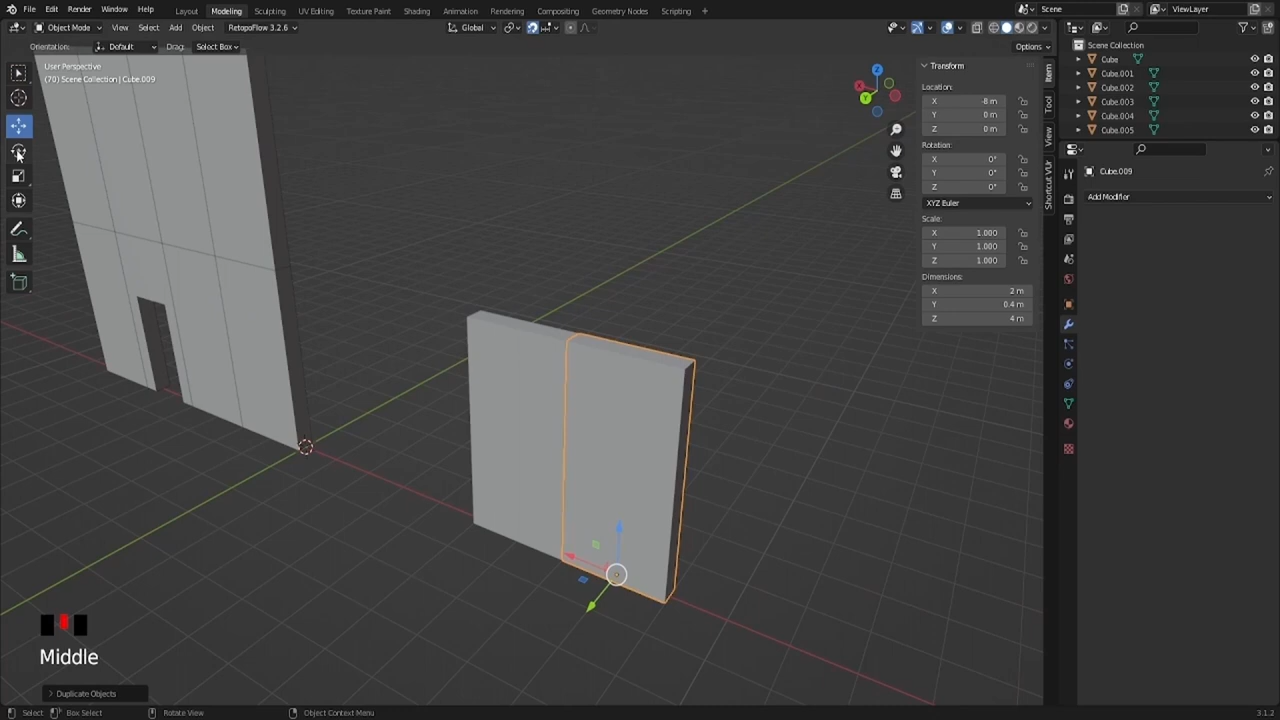 File Edit Render Window Help Layout Modeling Sculpting UV Editing Texture Paint Shading Animation Rendering Compositing Geometry Nodes Scripting + Scene ViewLayer
Object Mode View Select Add Object RetopoFlow 3.2.6 Global
Orientation: Default Drag: Select Box Options
User Perspective
(70) Scene Collection | Cube.009
Scene Collection
Cube
Cube.001
Cube.002
Cube.003
Cube.004
Cube.005
Transform
Location:
X -8 m
Y 0 m
Z 0 m
Rotation:
X 0°
Y 0°
Z 0°
XYZ Euler
Scale:
X 1.000
Y 1.000
Z 1.000
Dimensions:
X 2 m
Y 0.4 m
Z 4 m
Item
Tool
View
Shortcut VUr
Cube.009
Add Modifier
X
Y
Z
Middle
Duplicate Objects
Select Box Select Rotate View Object Context Menu 3.1.2